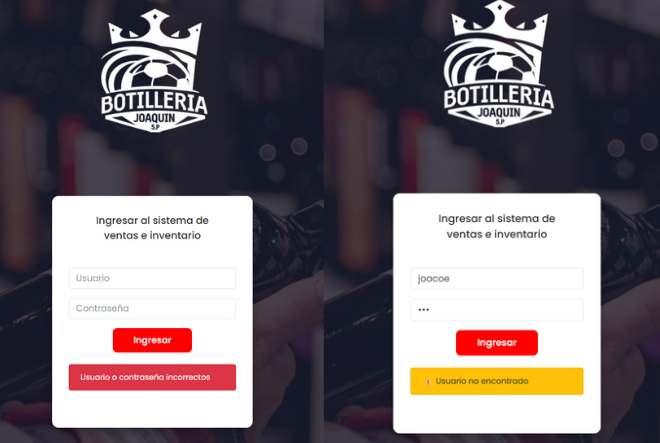 BOTILLERIA
JOAQUIN
S.P
Ingresar al sistema de
ventas e inventario
Usuario
Contraseña
Ingresar
Usuario o contraseña incorrectos
BOTILLERIA
JOAQUIN
S.P
Ingresar al sistema de
ventas e inventario
joacoe
•••
Ingresar
Usuario no encontrado